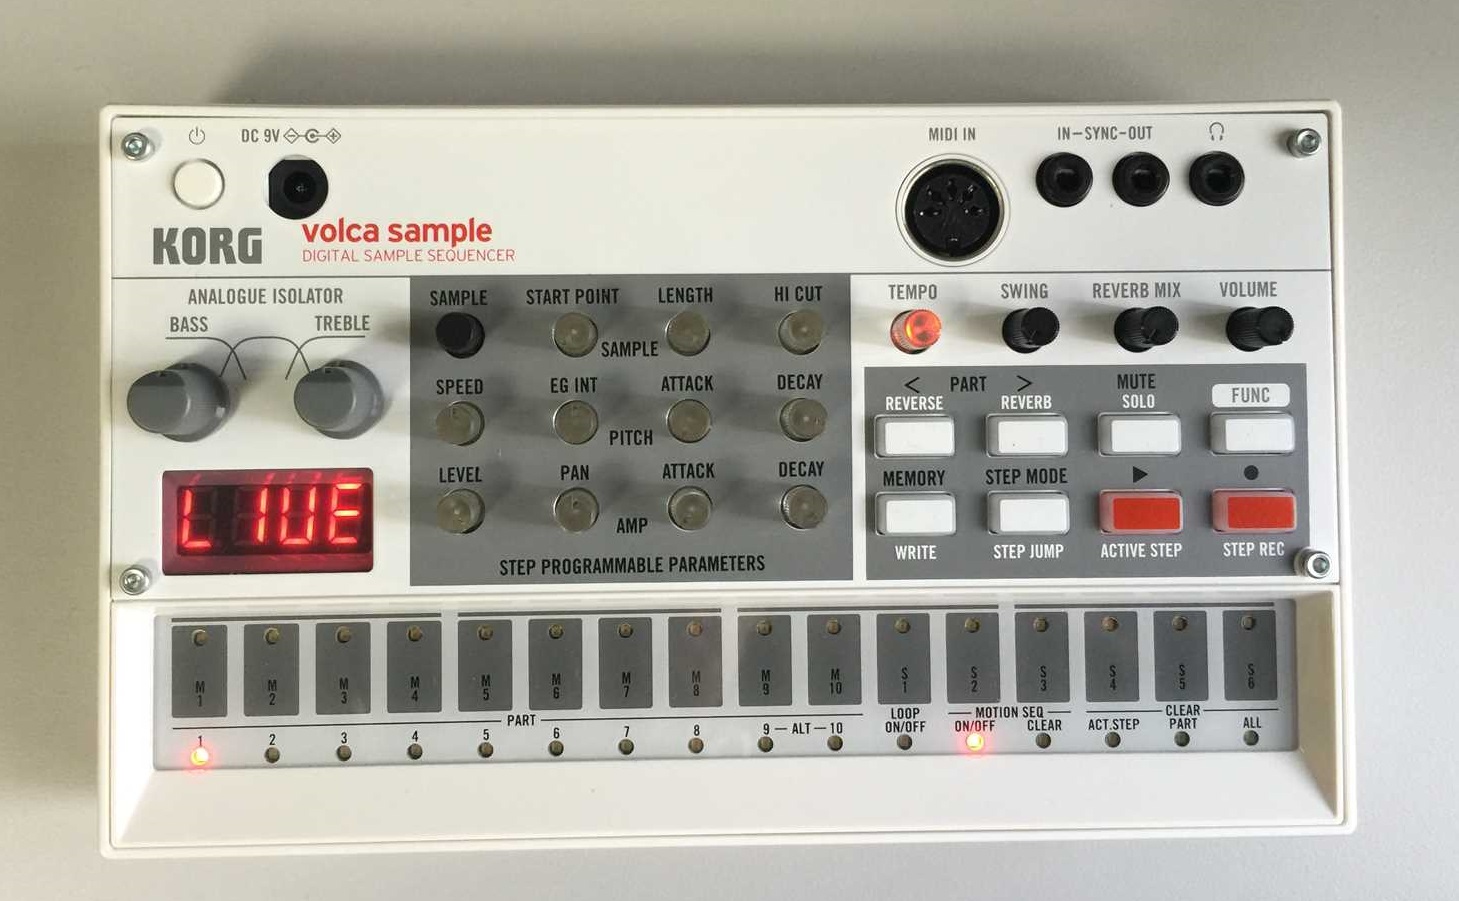 DC 9V
MIDI IN
IN-SYNC-OUT
KORG
volca sample
DIGITAL SAMPLE SEQUENCER
ANALOGUE ISOLATOR
BASS
TREBLE
SAMPLE
START POINT
LENGTH
HI CUT
SAMPLE
SPEED
EG INT
ATTACK
DECAY
PITCH
LEVEL
PAN
ATTACK
DECAY
AMP
STEP PROGRAMMABLE PARAMETERS
TEMPO
SWING
REVERB MIX
VOLUME
< PART >
REVERSE
REVERB
MUTE
SOLO
FUNC
MEMORY
STEP MODE
WRITE
STEP JUMP
ACTIVE STEP
STEP REC
L IUE
M 1
M 2
M 3
M 4
M 5
M 6
M 7
M 8
M 9
M 10
S 1
S 2
S 3
S 4
S 5
S 6
PART
1
2
3
4
5
6
7
8
9 — ALT — 10
LOOP
ON/OFF
MOTION SEQ
ON/OFF
CLEAR
CLEAR
ACT.STEP
PART
ALL